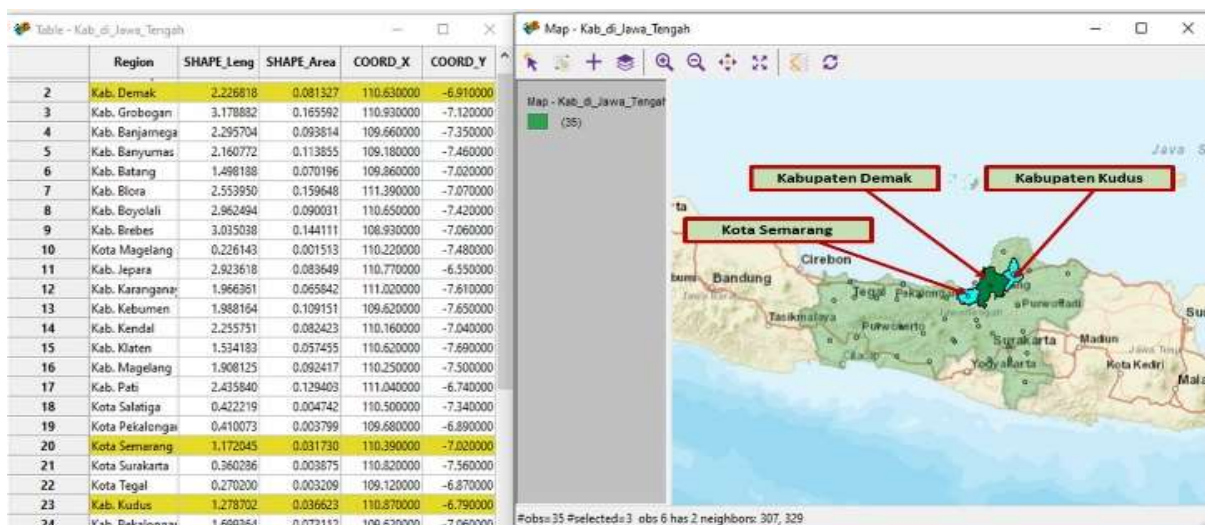 Table - Kab_di_Jawa_Tengah
Region SHAPE_Leng SHAPE_Area COORD_X COORD_Y
2 Kab. Demak 2.226818 0.081327 110.630000 -6.910000
3 Kab. Grobogan 3.178882 0.165592 110.930000 -7.120000
4 Kab. Banjarnega 2.295704 0.093814 109.660000 -7.350000
5 Kab. Banyumas 2.160772 0.113855 109.180000 -7.460000
6 Kab. Batang 1.498188 0.070196 109.860000 -7.020000
7 Kab. Blora 2.553950 0.159648 111.390000 -7.070000
8 Kab. Boyolali 2.962494 0.090031 110.650000 -7.420000
9 Kab. Brebes 3.035038 0.144111 108.930000 -7.060000
10 Kota Magelang 0.226143 0.001513 110.220000 -7.480000
11 Kab. Jepara 2.923618 0.083649 110.770000 -6.550000
12 Kab. Karangana 1.966361 0.065842 111.020000 -7.610000
13 Kab. Kebumen 1.988164 0.109151 109.620000 -7.650000
14 Kab. Kendal 2.255751 0.082423 110.160000 -7.040000
15 Kab. Klaten 1.534183 0.057455 110.620000 -7.690000
16 Kab. Magelang 1.908125 0.092417 110.250000 -7.500000
17 Kab. Pati 2.435840 0.129403 111.040000 -6.740000
18 Kota Salatiga 0.422219 0.004742 110.500000 -7.340000
19 Kota Pekalongan 0.410073 0.003799 109.680000 -6.890000
20 Kota Semarang 1.172045 0.031730 110.390000 -7.020000
21 Kota Surakarta 0.360286 0.003875 110.820000 -7.560000
22 Kota Tegal 0.270200 0.003209 109.120000 -6.870000
23 Kab. Kudus 1.278702 0.036623 110.870000 -6.790000
Map - Kab_di_Jawa_Tengah
Map - Kab_di_Jawa_Tengah
(35)
Java S
Kabupaten Demak
Kabupaten Kudus
Kota Semarang
Cirebon
Bandung
Tegal
Pekalongan
Purwodadi
Tasikmalaya
Purwokerto
Surakarta
Madiun
Cilacap
Yogyakarta
Kota Kediri
Mala
Su
#obs=35 #selected=3 obs 6 has 2 neighbors: 307, 329